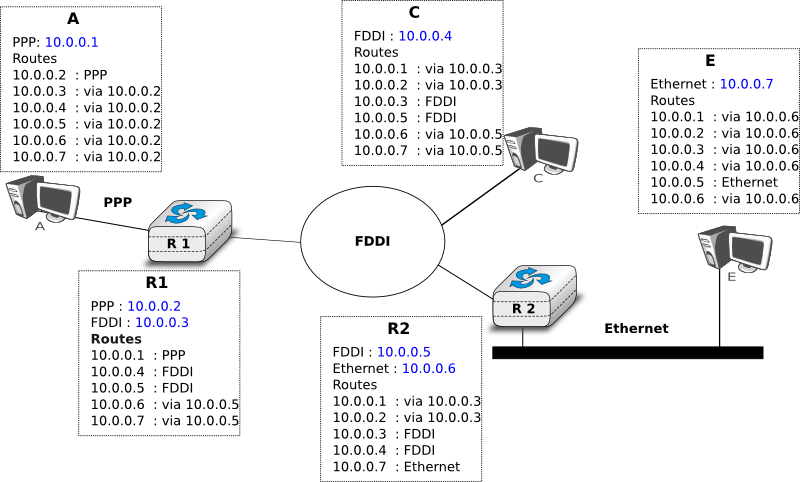 A
PPP: 10.0.0.1
Routes
10.0.0.2 : PPP
10.0.0.3 : via 10.0.0.2
10.0.0.4 : via 10.0.0.2
10.0.0.5 : via 10.0.0.2
10.0.0.6 : via 10.0.0.2
10.0.0.7 : via 10.0.0.2
C
FDDI : 10.0.0.4
Routes
10.0.0.1 : via 10.0.0.3
10.0.0.2 : via 10.0.0.3
10.0.0.3 : FDDI
10.0.0.5 : FDDI
10.0.0.6 : via 10.0.0.5
10.0.0.7 : via 10.0.0.5
E
Ethernet : 10.0.0.7
Routes
10.0.0.1 : via 10.0.0.6
10.0.0.2 : via 10.0.0.6
10.0.0.3 : via 10.0.0.6
10.0.0.4 : via 10.0.0.6
10.0.0.5 : Ethernet
10.0.0.6 : via 10.0.0.6
A
PPP
R 1
FDDI
C
R 2
E
Ethernet
R1
PPP : 10.0.0.2
FDDI : 10.0.0.3
Routes
10.0.0.1 : PPP
10.0.0.4 : FDDI
10.0.0.5 : FDDI
10.0.0.6 : via 10.0.0.5
10.0.0.7 : via 10.0.0.5
R2
FDDI : 10.0.0.5
Ethernet : 10.0.0.6
Routes
10.0.0.1 : via 10.0.0.3
10.0.0.2 : via 10.0.0.3
10.0.0.3 : FDDI
10.0.0.4 : FDDI
10.0.0.7 : Ethernet